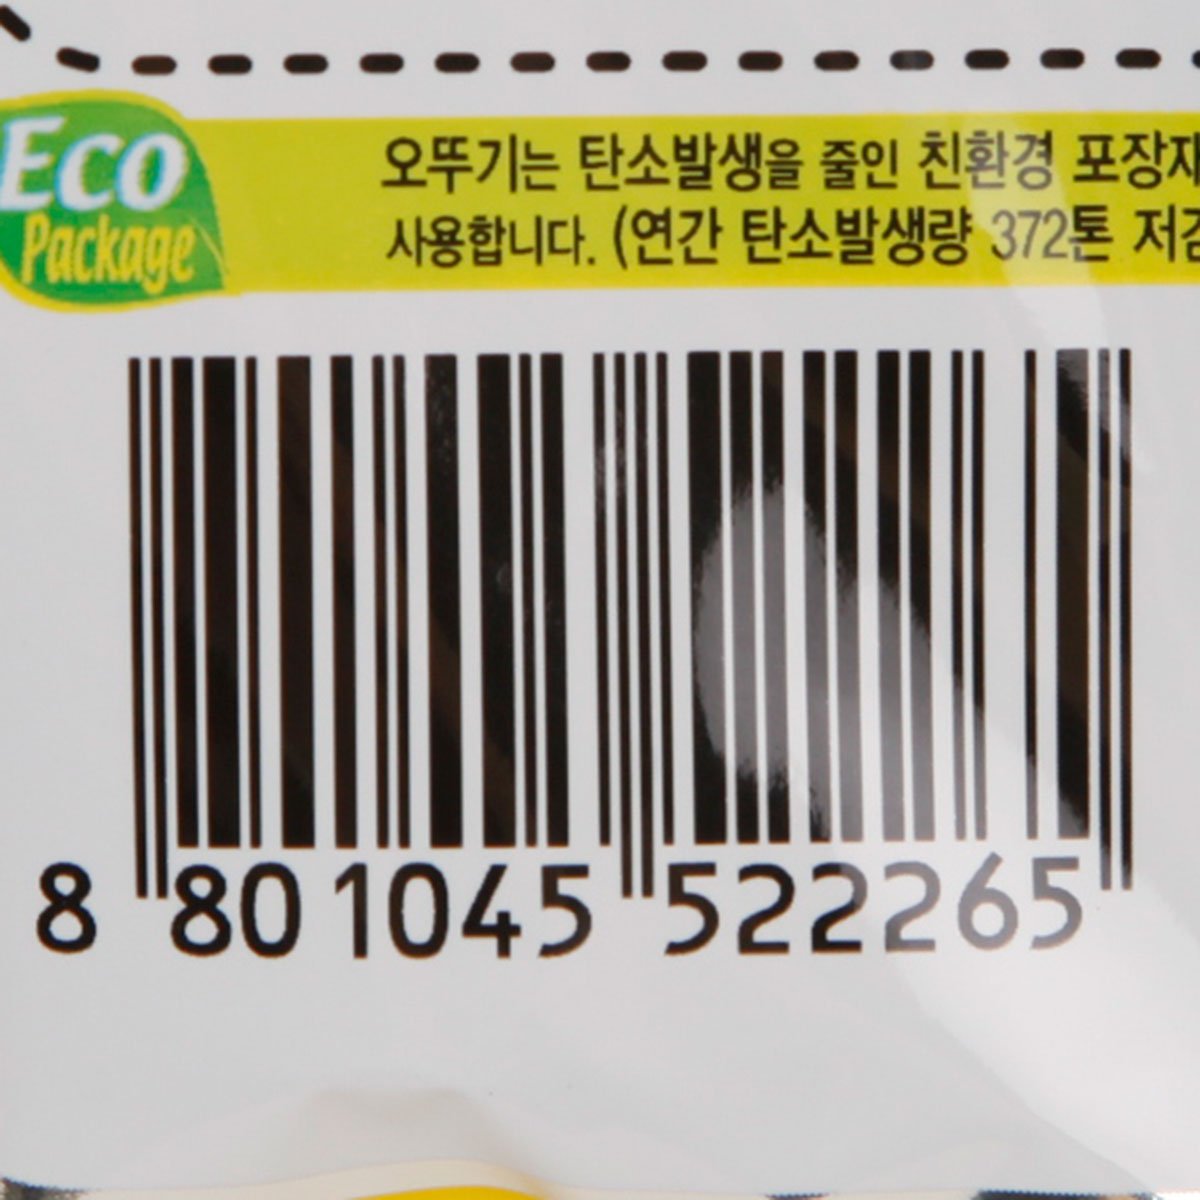 Eco
Package
오뚜기는 탄소발생을 줄인 친환경 포장재
사용합니다. (연간 탄소발생량 372톤 저감
8 801045 522265